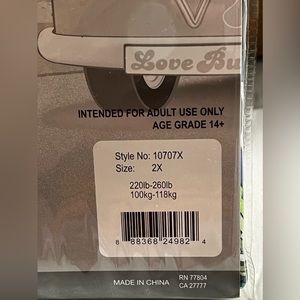 Love Bu
INTENDED FOR ADULT USE ONLY
AGE GRADE 14+
Style No: 10707X
Size: 2X
220lb-260lb
100kg-118kg
8 88368 24982 4
MADE IN CHINA
RN 77804
CA 27777